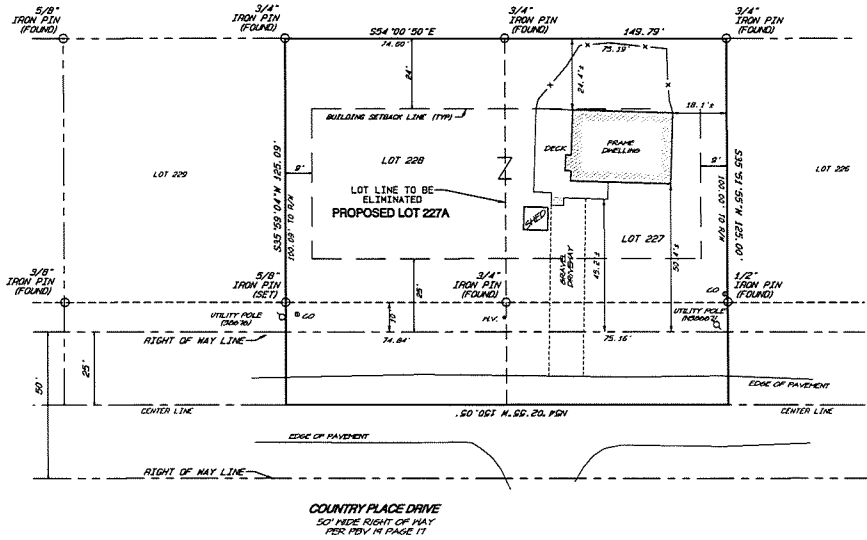 5/8"
IRON PIN
(FOUND)
3/4"
IRON PIN
(FOUND)
S54°00'50"E
74.60'
3/4"
IRON PIN
(FOUND)
149.79'
75.19'
3/4"
IRON PIN
(FOUND)
24'
24.4'±
18.1'±
BUILDING SETBACK LINE (TYP)
FRAME
DWELLING
DECK
LOT 229
LOT 228
9'
9'
LOT 226
LOT LINE TO BE
ELIMINATED
PROPOSED LOT 227A
SHED
LOT 227
S35°59'04"W 125.09'
100.09' TO R/W
S35°51'55"W 125.00'
100.00' TO R/W
GRAVEL
DRIVEWAY
45.2'±
50.4'±
25'
3/8"
IRON PIN
(FOUND)
5/8"
IRON PIN
(SET)
3/4"
IRON PIN
(FOUND)
1/2"
IRON PIN
(FOUND)
CO
UTILITY POLE
(38676)
CO
10'
W.V.
UTILITY POLE
RIGHT OF WAY LINE
74.84'
75.16'
50'
25'
EDGE OF PAVEMENT
CENTER LINE
N54°02'55"W 150.05'
CENTER LINE
EDGE OF PAVEMENT
RIGHT OF WAY LINE
COUNTRY PLACE DRIVE
50' WIDE RIGHT OF WAY
PER PBV 14 PAGE 17